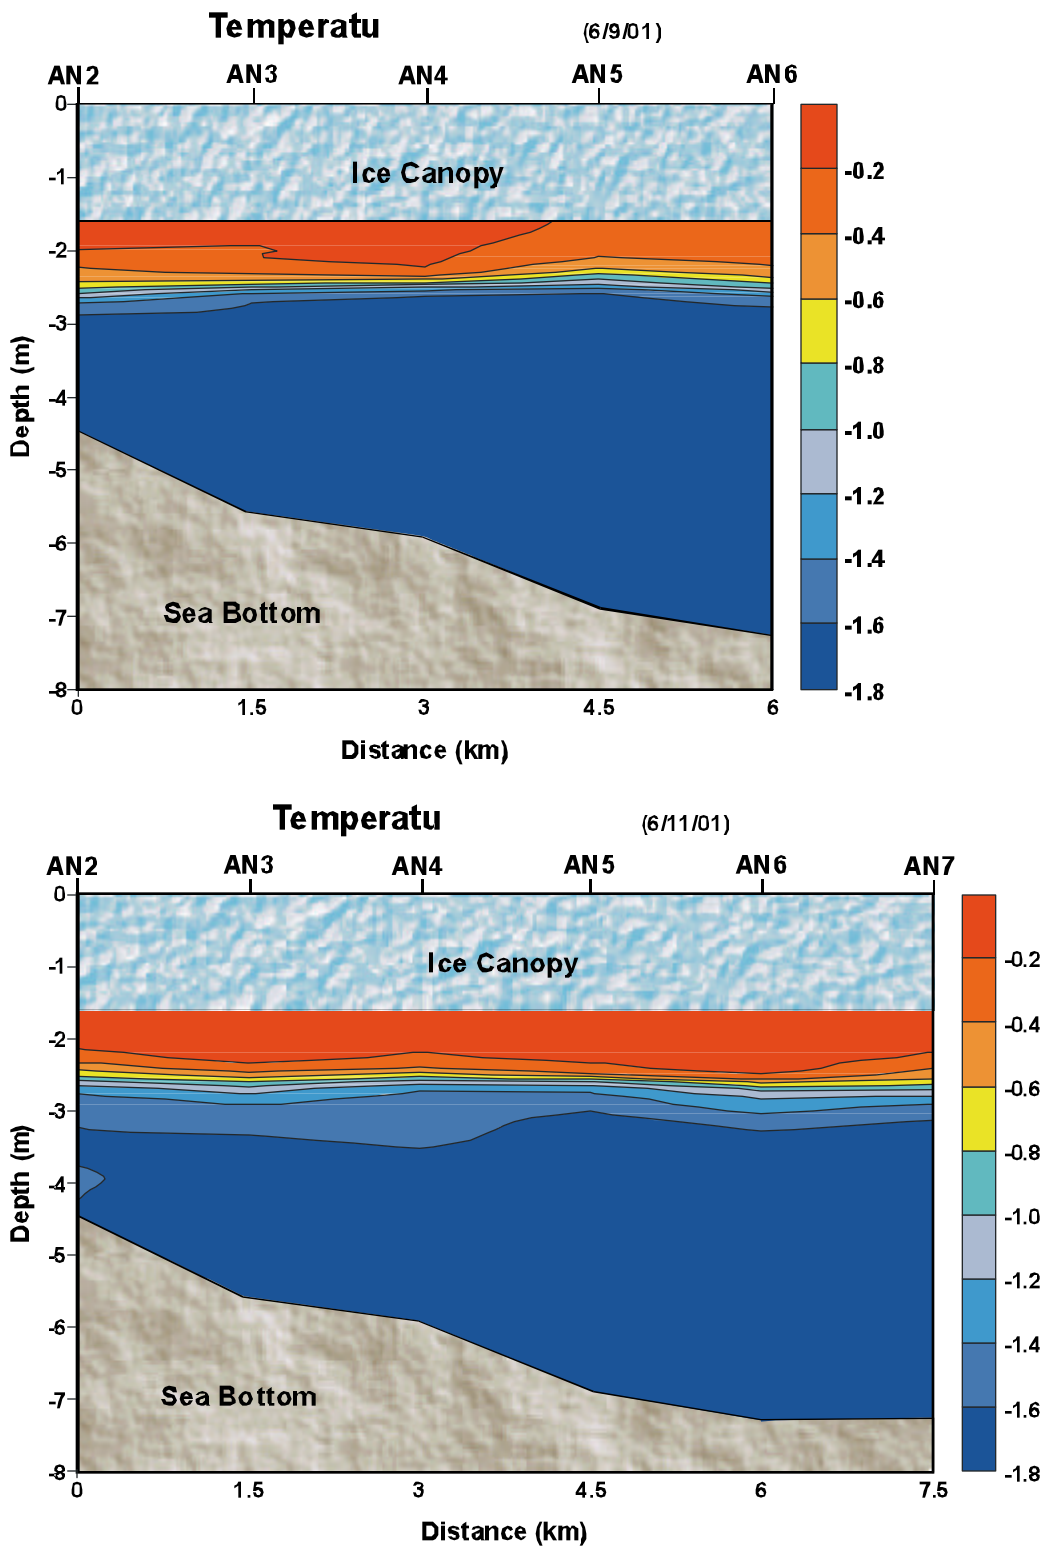 Temperatu (6/9/01)
AN2 AN3 AN4 AN5 AN6
0
-1
-2
-3
-4
-5
-6
-7
-8
Depth (m)
Ice Canopy
Sea Bottom
0 1.5 3 4.5 6
Distance (km)
-0.2
-0.4
-0.6
-0.8
-1.0
-1.2
-1.4
-1.6
-1.8
Temperatu (6/11/01)
AN2 AN3 AN4 AN5 AN6 AN7
0
-1
-2
-3
-4
-5
-6
-7
-8
Depth (m)
Ice Canopy
Sea Bottom
0 1.5 3 4.5 6 7.5
Distance (km)
-0.2
-0.4
-0.6
-0.8
-1.0
-1.2
-1.4
-1.6
-1.8